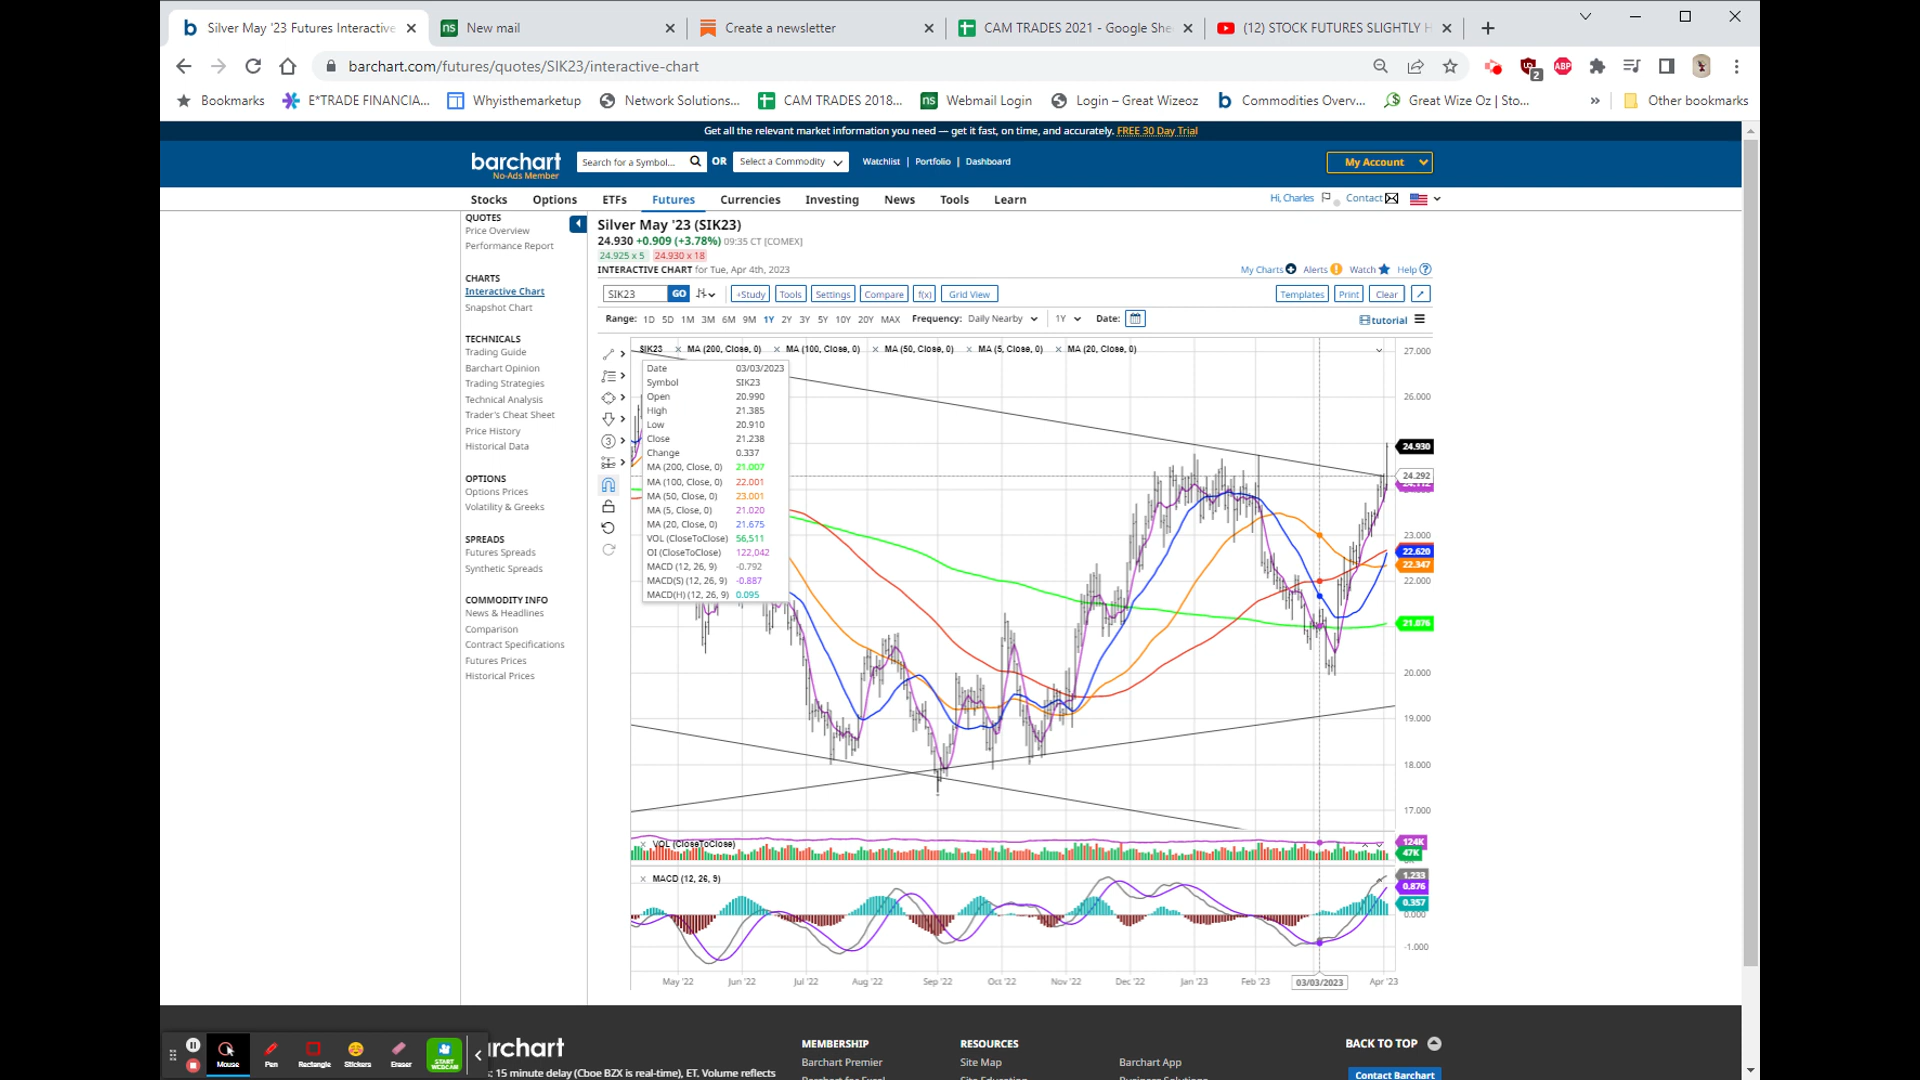 Silver May '23 Futures Interactive
New mail
Create a newsletter
CAM TRADES 2021 - Google She
(12) STOCK FUTURES SLIGHTLY H
barchart.com/futures/quotes/SIK23/interactive-chart
2
ABP
Bookmarks
E*TRADE FINANCIA...
Whyisthemarketup
Network Solutions...
CAM TRADES 2018...
Webmail Login
Login – Great Wizeoz
Commodities Overv...
Great Wize Oz | Sto...
Other bookmarks
Get all the relevant market information you need — get it fast, on time, and accurately. FREE 30 Day Trial
barchart
No-Ads Member
Search for a Symbol...
OR
Select a Commodity
Watchlist | Portfolio | Dashboard
My Account
Stocks Options ETFs Futures Currencies Investing News Tools Learn
Hi, Charles
Contact
QUOTES
Price Overview
Performance Report
CHARTS
Interactive Chart
Snapshot Chart
TECHNICALS
Trading Guide
Barchart Opinion
Trading Strategies
Technical Analysis
Trader's Cheat Sheet
Price History
Historical Data
OPTIONS
Options Prices
Volatility & Greeks
SPREADS
Futures Spreads
Synthetic Spreads
COMMODITY INFO
News & Headlines
Comparison
Contract Specifications
Futures Prices
Historical Prices
Silver May '23 (SIK23)
24.930 +0.909 (+3.78%) 09:35 CT [COMEX]
24.925 x 5 24.930 x 18
INTERACTIVE CHART for Tue, Apr 4th, 2023
My Charts Alerts Watch Help
SIK23 GO +Study Tools Settings Compare f(x) Grid View
Templates Print Clear
Range: 1D 5D 1M 3M 6M 9M 1Y 2Y 3Y 5Y 10Y 20Y MAX Frequency: Daily Nearby 1Y Date:
tutorial
SIK23 MA (200, Close, 0) MA (100, Close, 0) MA (50, Close, 0) MA (5, Close, 0) MA (20, Close, 0)
Date 03/03/2023
Symbol SIK23
Open 20.990
High 21.385
Low 20.910
Close 21.238
Change 0.337
MA (200, Close, 0) 21.007
MA (100, Close, 0) 22.001
MA (50, Close, 0) 23.001
MA (5, Close, 0) 21.020
MA (20, Close, 0) 21.675
VOL (CloseToClose) 56,511
OI (CloseToClose) 122,042
MACD (12, 26, 9) -0.792
MACD(S) (12, 26, 9) -0.887
MACD(H) (12, 26, 9) 0.095
27.000
26.000
24.930
24.292
23.000
22.620
22.347
22.000
21.076
20.000
19.000
18.000
17.000
VOL (CloseToClose)
124K
47K
MACD (12, 26, 9)
1.233
0.876
0.357
0.000
-1.000
May '22 Jun '22 Jul '22 Aug '22 Sep '22 Oct '22 Nov '22 Dec '22 Jan '23 Feb '23 03/03/2023 Apr '23
Mouse
Pen
Rectangle
Stickers
Eraser
START WEBCAM
rchart
: 15 minute delay (Cboe BZX is real-time), ET. Volume reflects
MEMBERSHIP
Barchart Premier
Barchart for Excel
RESOURCES
Site Map
Barchart App
BACK TO TOP
Contact Barchart